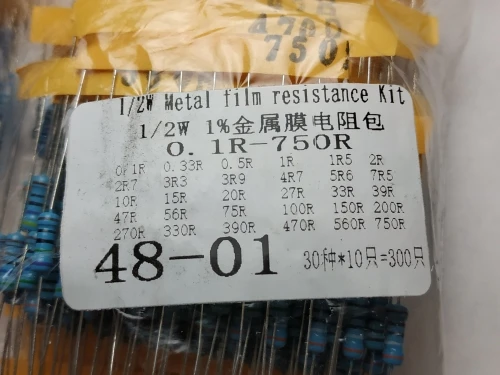 750
1/2W Metal film resistance Kit
1/2W 1%金属膜电阻包
0.1R-750R
0.1R 0.33R 0.5R 1R 1R5 2R
2R7 3R3 3R9 4R7 5R6 7R5
10R 15R 20R 27R 33R 39R
47R 56R 75R 100R 150R 200R
270R 330R 390R 470R 560R 750R
48-01 30种*10只=300只